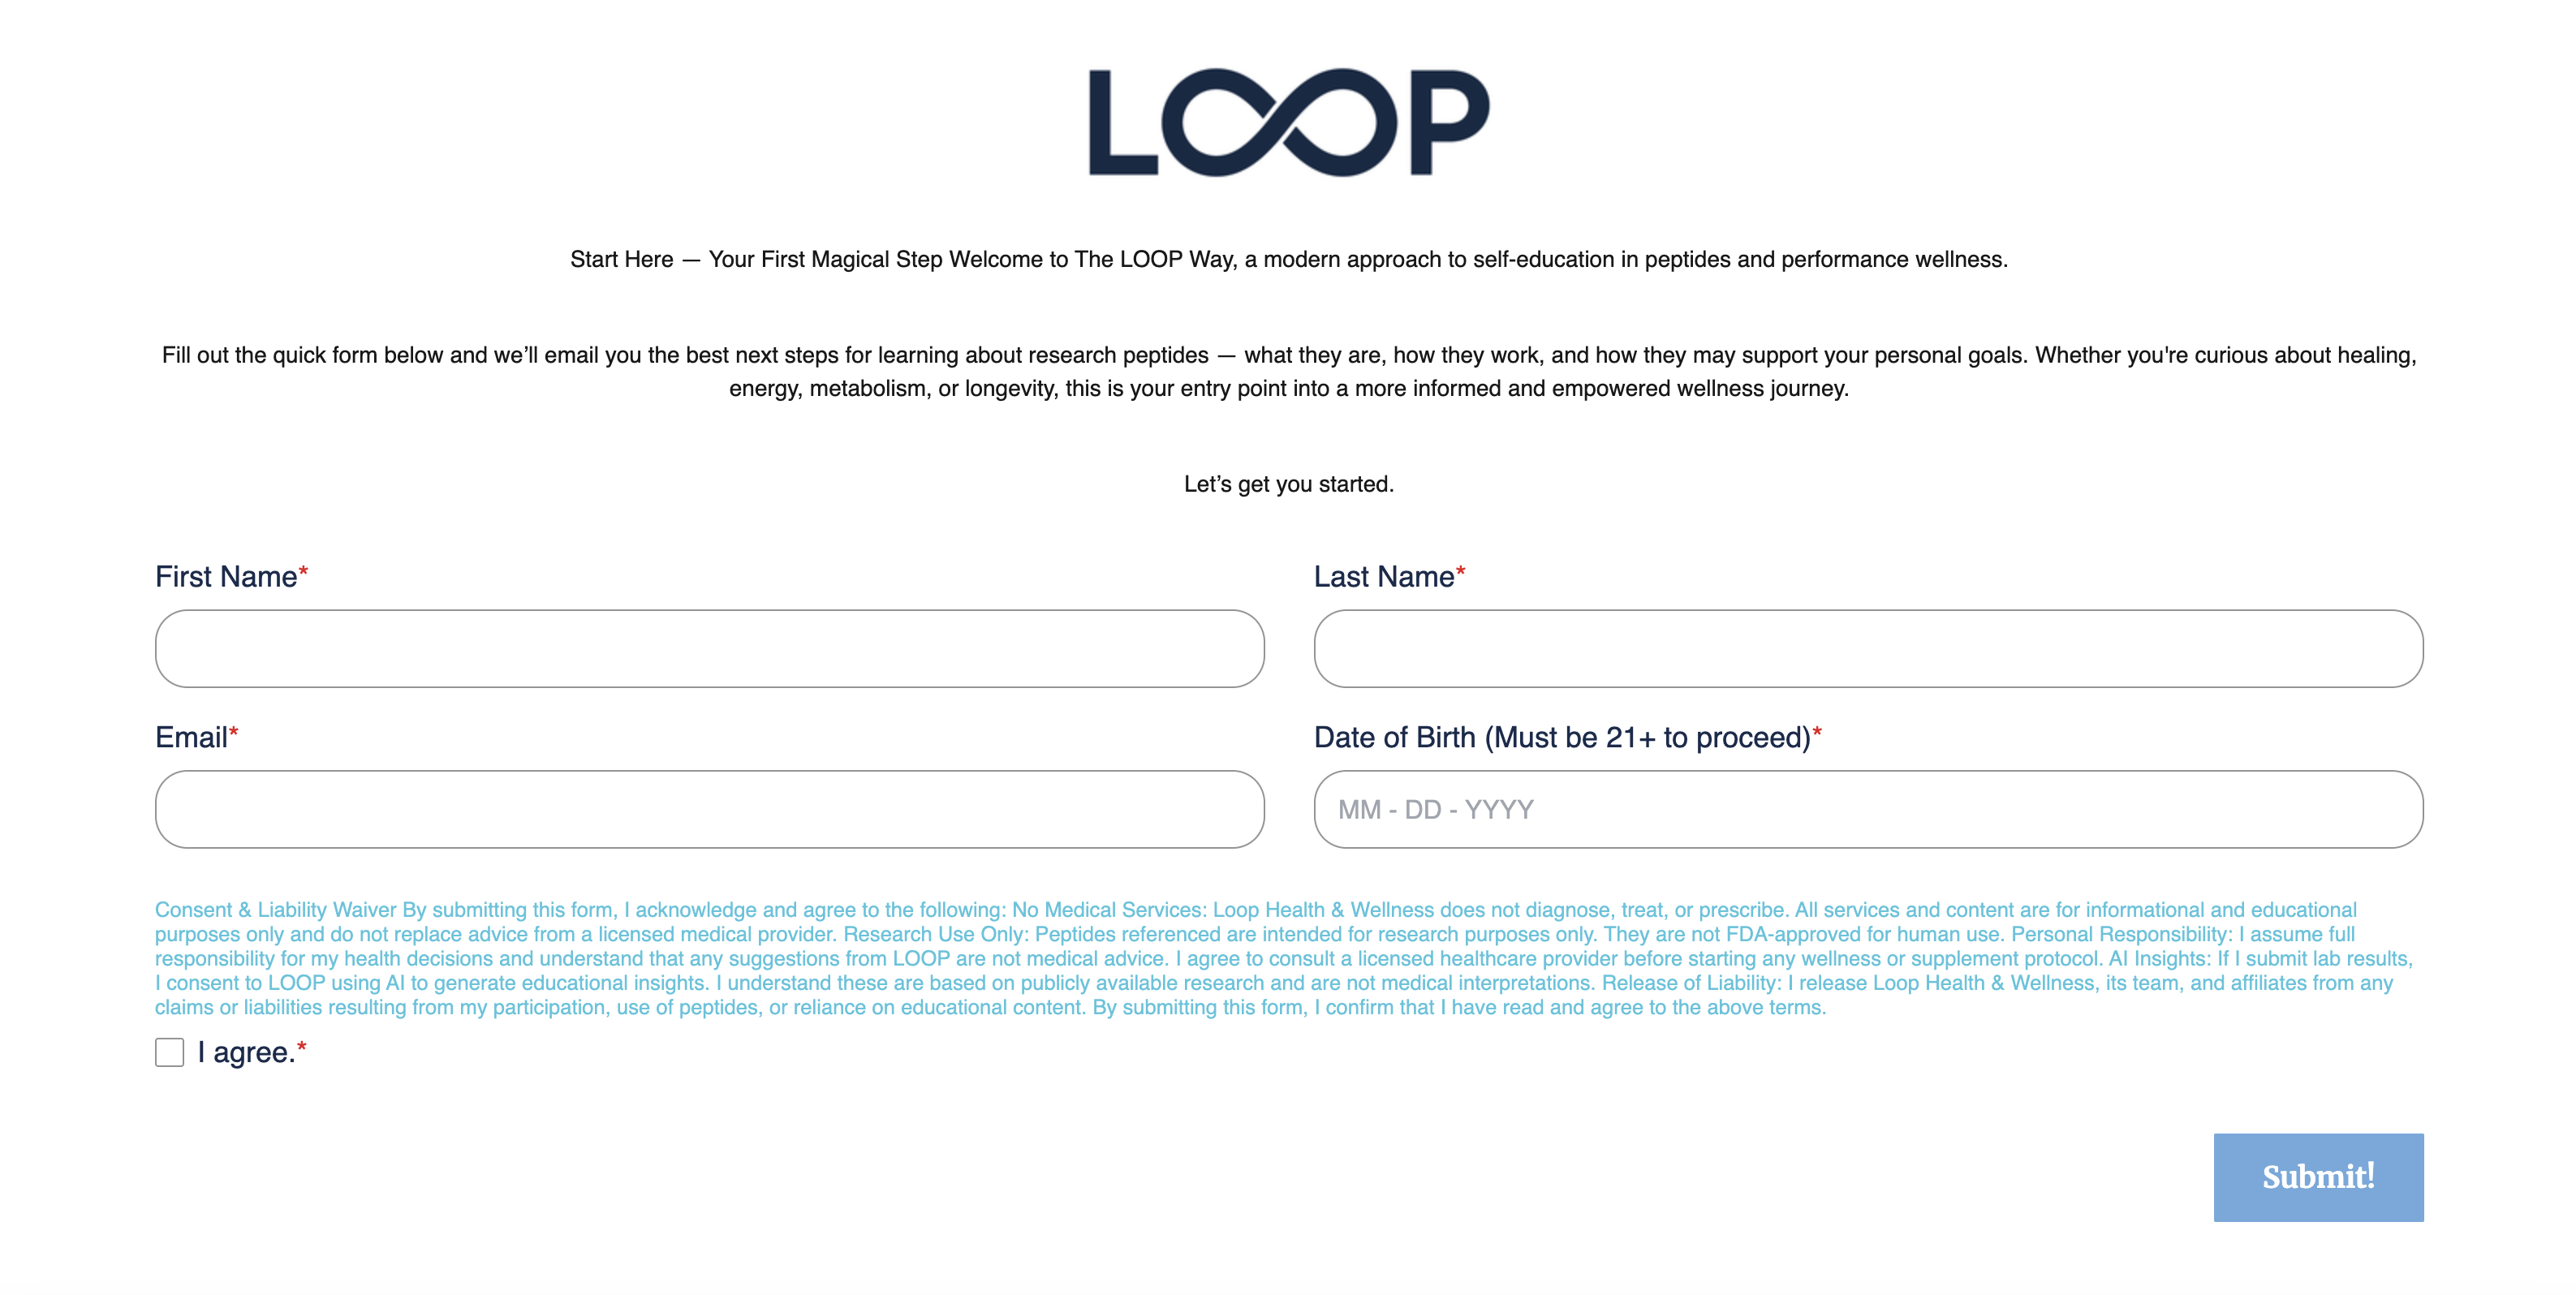 LOOP
Start Here — Your First Magical Step Welcome to The LOOP Way, a modern approach to self-education in peptides and performance wellness.
Fill out the quick form below and we’ll email you the best next steps for learning about research peptides — what they are, how they work, and how they may support your personal goals. Whether you're curious about healing,
energy, metabolism, or longevity, this is your entry point into a more informed and empowered wellness journey.
Let’s get you started.
First Name*
Last Name*
Email*
Date of Birth (Must be 21+ to proceed)*
MM - DD - YYYY
Consent & Liability Waiver By submitting this form, I acknowledge and agree to the following: No Medical Services: Loop Health & Wellness does not diagnose, treat, or prescribe. All services and content are for informational and educational
purposes only and do not replace advice from a licensed medical provider. Research Use Only: Peptides referenced are intended for research purposes only. They are not FDA-approved for human use. Personal Responsibility: I assume full
responsibility for my health decisions and understand that any suggestions from LOOP are not medical advice. I agree to consult a licensed healthcare provider before starting any wellness or supplement protocol. AI Insights: If I submit lab results,
I consent to LOOP using AI to generate educational insights. I understand these are based on publicly available research and are not medical interpretations. Release of Liability: I release Loop Health & Wellness, its team, and affiliates from any
claims or liabilities resulting from my participation, use of peptides, or reliance on educational content. By submitting this form, I confirm that I have read and agree to the above terms.
I agree.*
Submit!